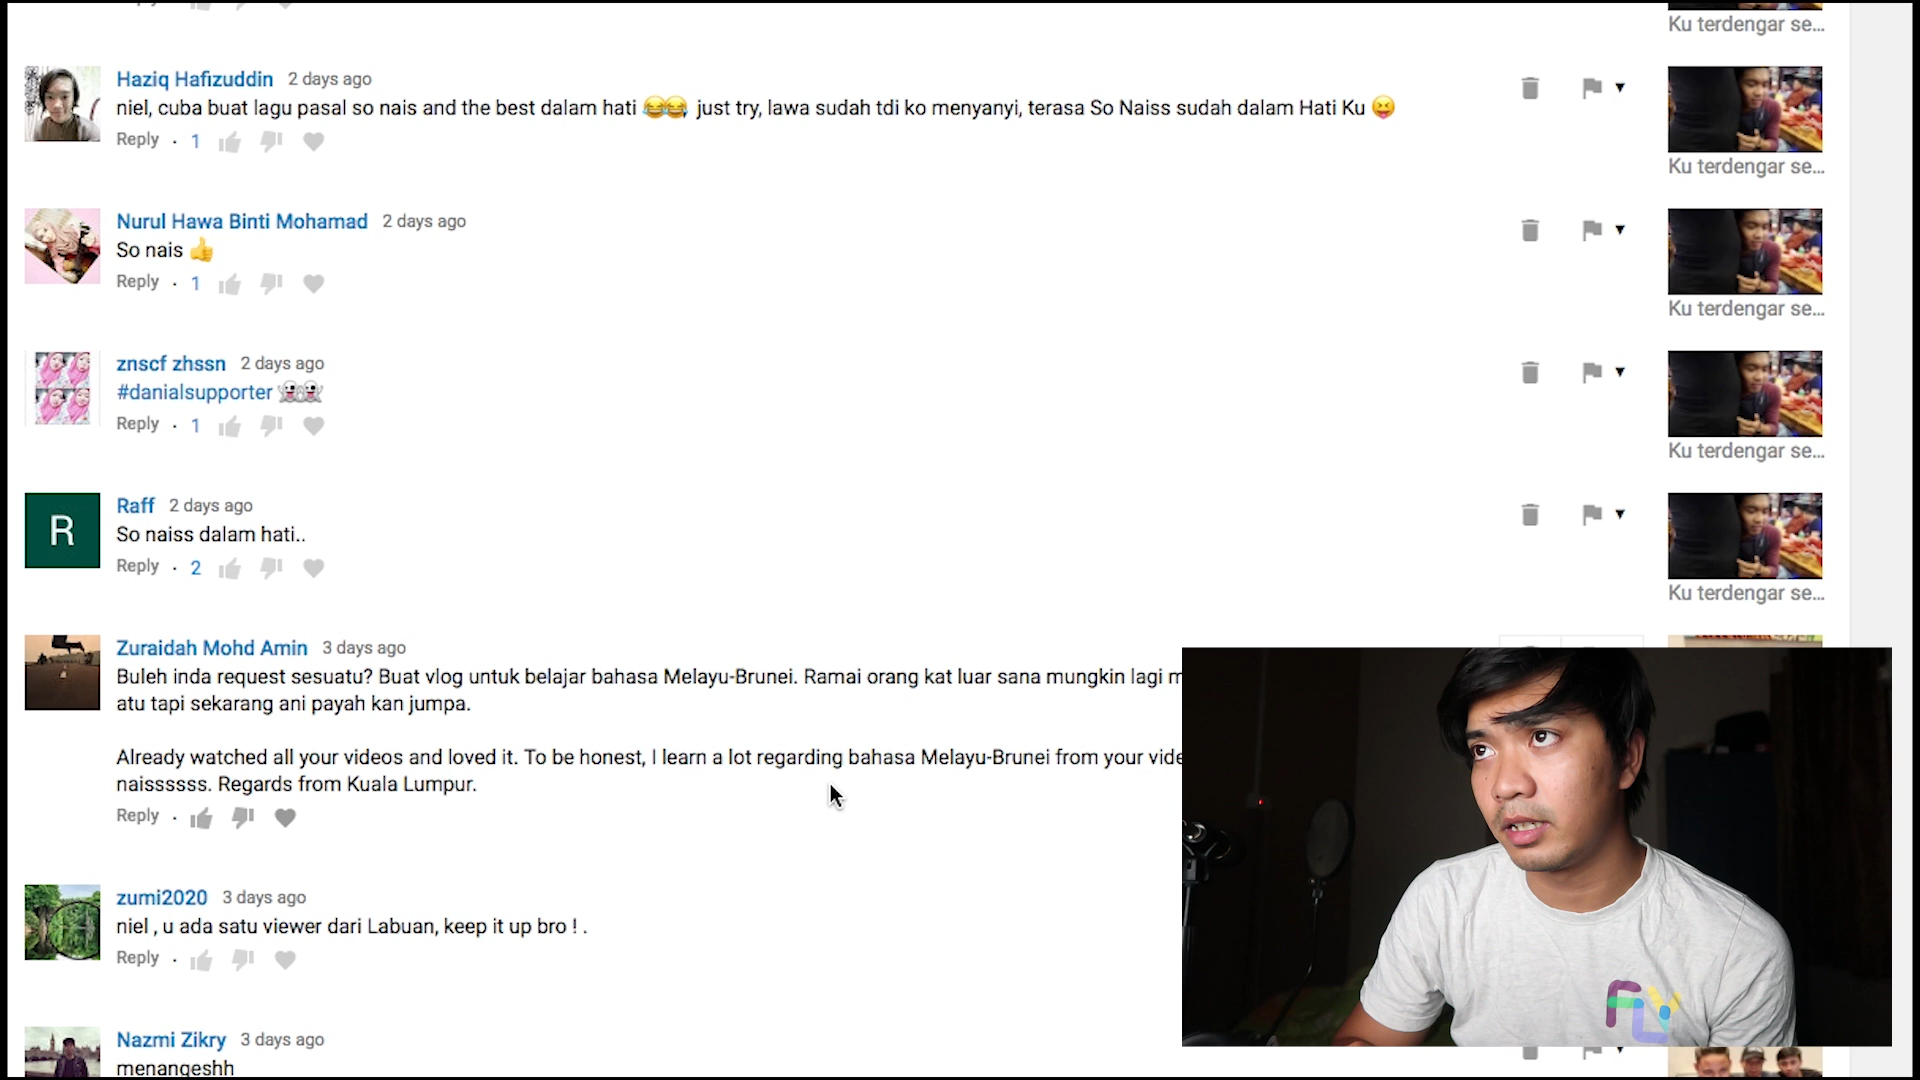 Reply
Ku terdengar se...
Haziq Hafizuddin 2 days ago
niel, cuba buat lagu pasal so nais and the best dalam hati 😂😂, just try, lawa sudah tdi ko menyanyi, terasa So Naiss sudah dalam Hati Ku 😝
Reply · 1
Ku terdengar se...
Nurul Hawa Binti Mohamad 2 days ago
So nais 👍
Reply · 1
Ku terdengar se...
znscf zhssn 2 days ago
#danialsupporter 👻👻
Reply · 1
Ku terdengar se...
R
Raff 2 days ago
So naiss dalam hati..
Reply · 2
Ku terdengar se...
Zuraidah Mohd Amin 3 days ago
Buleh inda request sesuatu? Buat vlog untuk belajar bahasa Melayu-Brunei. Ramai orang kat luar sana mungkin lagi
atu tapi sekarang ani payah kan jumpa.
Already watched all your videos and loved it. To be honest, I learn a lot regarding bahasa Melayu-Brunei from your
naissssss. Regards from Kuala Lumpur.
Reply ·
zumi2020 3 days ago
niel , u ada satu viewer dari Labuan, keep it up bro ! .
Reply ·
Nazmi Zikry 3 days ago
menangeshh
FLY